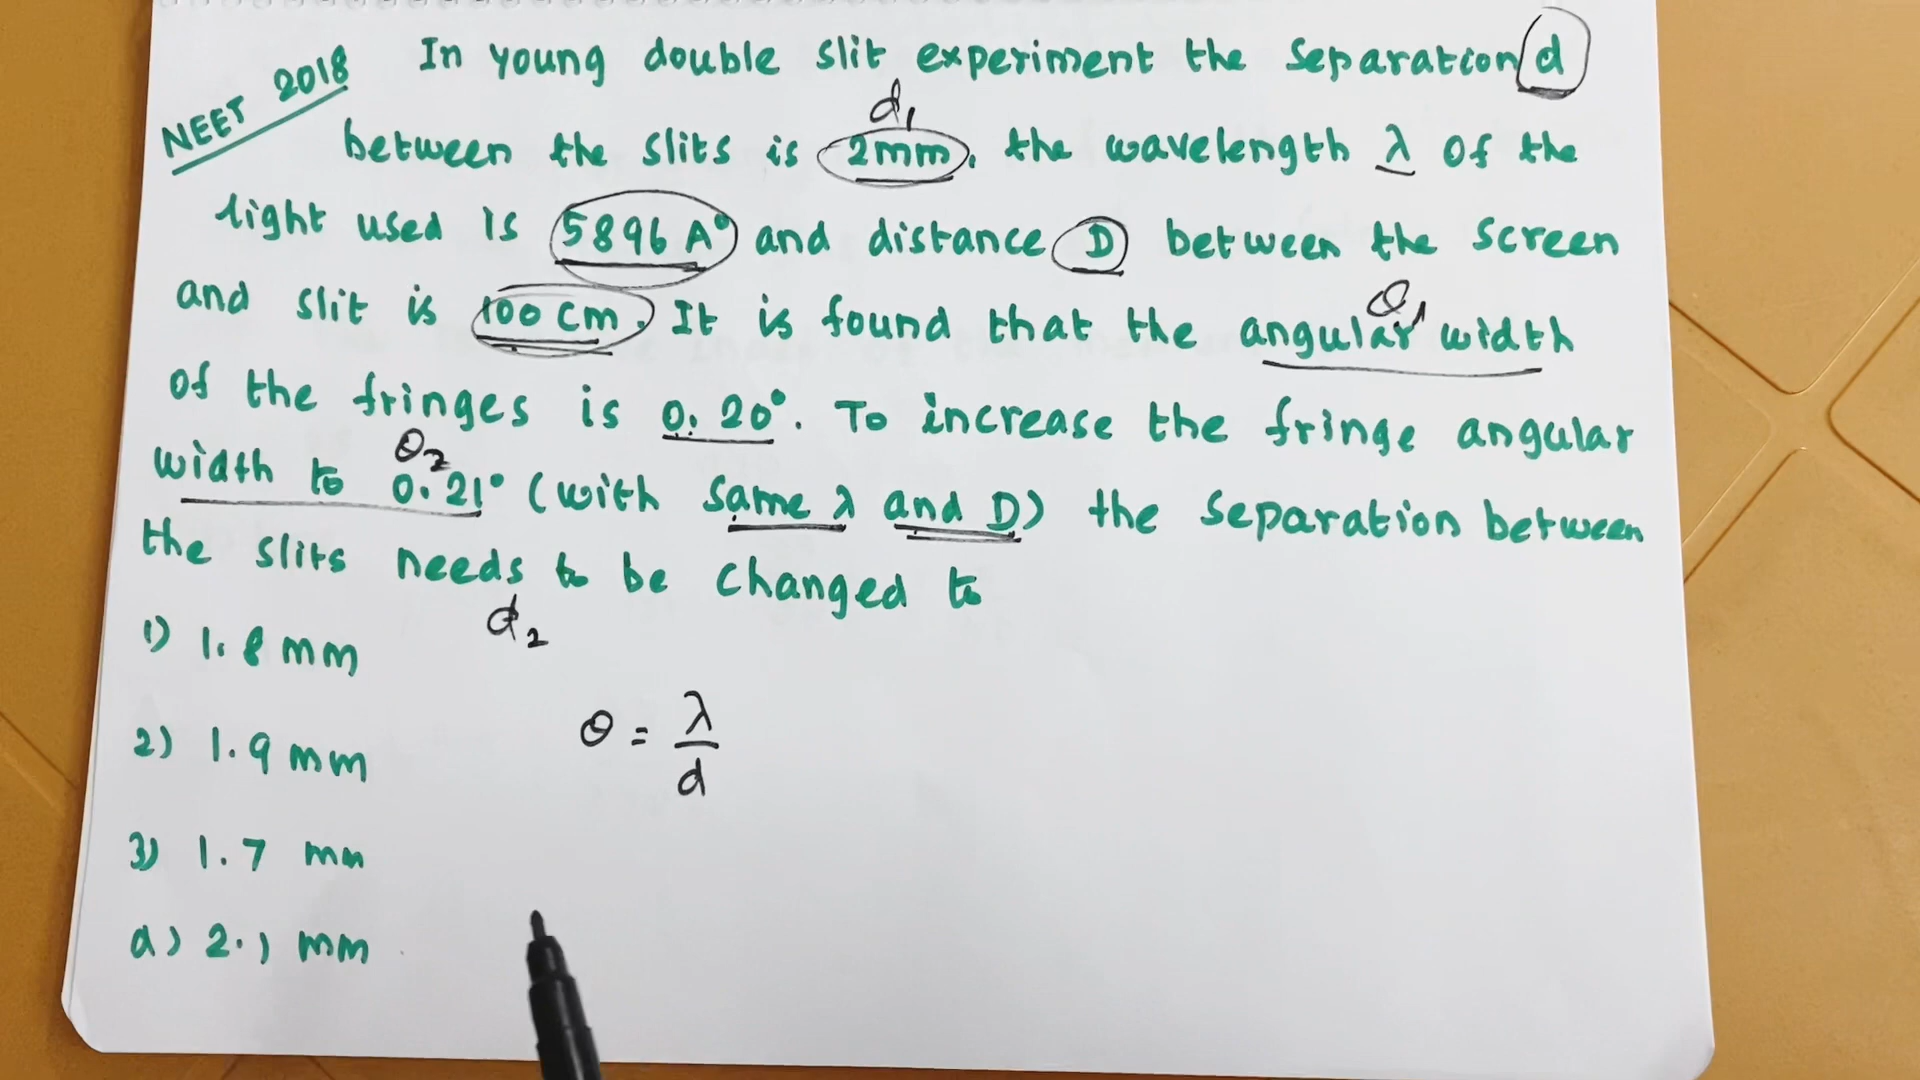 NEET 2018
In young double slit experiment the separation d
d1
between the slits is 2mm, the wavelength λ of the
light used is 5896 A° and distance D between the screen
and slit is 100 cm. It is found that the angular width
θ1
of the fringes is 0.20°. To increase the fringe angular
θ2
width to 0.21° (with same λ and D) the separation between
the slits needs to be changed to
d2
1) 1.8 mm
2) 1.9 mm
3) 1.7 mm
a) 2.1 mm
θ = λ/d